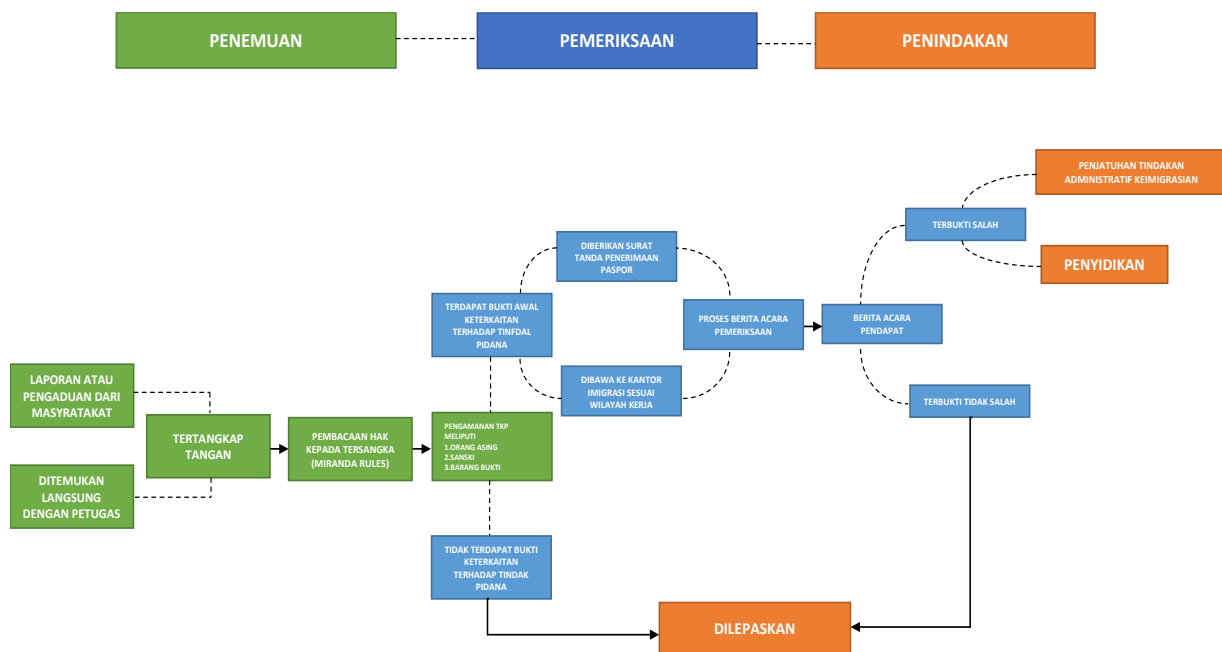 PENEMUAN
PEMERIKSAAN
PENINDAKAN
PENJATUHAN TINDAKAN
ADMINISTRATIF KEIMIGRASIAN
TERBUKTI SALAH
PENYIDIKAN
DIBERIKAN SURAT
TANDA PENERIMAAN
PASPOR
TERDAPAT BUKTI AWAL
KETERKAITAN
TERHADAP TINFDAL
PIDANA
PROSES BERITA ACARA
PEMERIKSAAN
BERITA ACARA
PENDAPAT
DIBAWA KE KANTOR
IMIGRASI SESUAI
WILAYAH KERJA
TERBUKTI TIDAK SALAH
LAPORAN ATAU
PENGADUAN DARI
MASYRATAKAT
TERTANGKAP
TANGAN
PEMBACAAN HAK
KEPADA TERSANGKA
(MIRANDA RULES)
PENGAMANAN TKP
MELIPUTI
1.ORANG ASING
2.SANSKI
3.BARANG BUKTI
DITEMUKAN
LANGSUNG
DENGAN PETUGAS
TIDAK TERDAPAT BUKTI
KETERKAITAN
TERHADAP TINDAK
PIDANA
DILEPASKAN